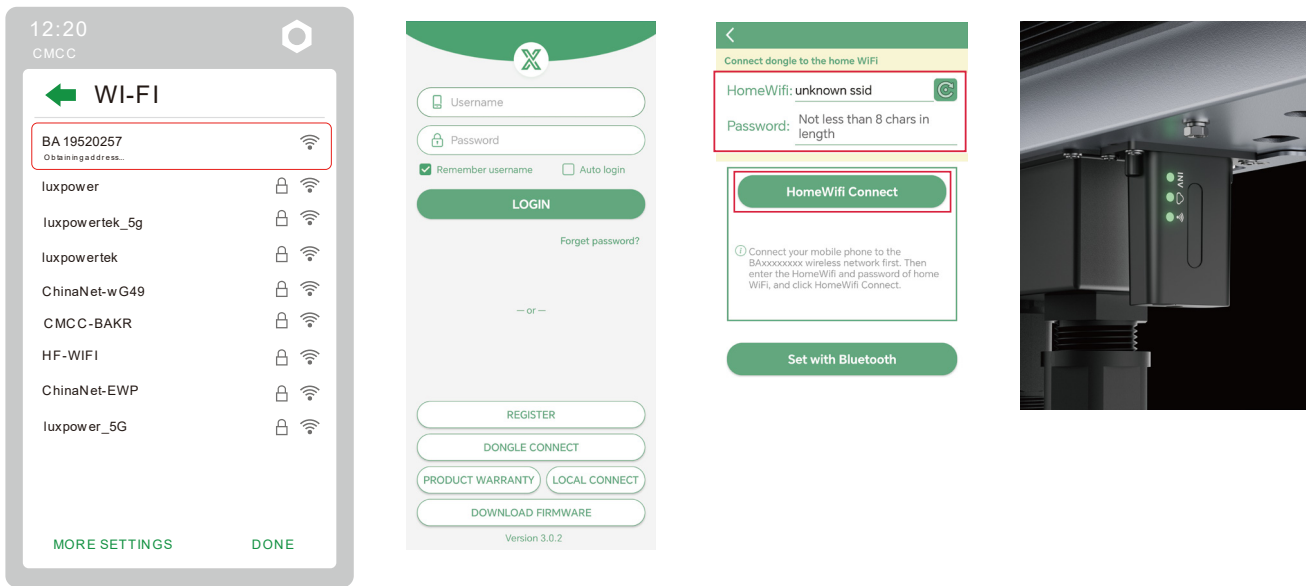 12:20
CMCC
WI-FI
BA 19520257
Obtaining address...
luxpower
luxpowertek_5g
luxpowertek
ChinaNet-wG49
CMCC-BAKR
HF-WIFI
ChinaNet-EWP
luxpower_5G
MORE SETTINGS
DONE
Username
Password
Remember username
Auto login
LOGIN
Forget password?
— or —
REGISTER
DONGLE CONNECT
PRODUCT WARRANTY
LOCAL CONNECT
DOWNLOAD FIRMWARE
Version 3.0.2
Connect dongle to the home WiFi
HomeWifi: unknown ssid
Password: Not less than 8 chars in
length
HomeWifi Connect
Connect your mobile phone to the
BAxxxxxxxx wireless network first. Then
enter the HomeWifi and password of home
WiFi, and click HomeWifi Connect.
Set with Bluetooth
INV